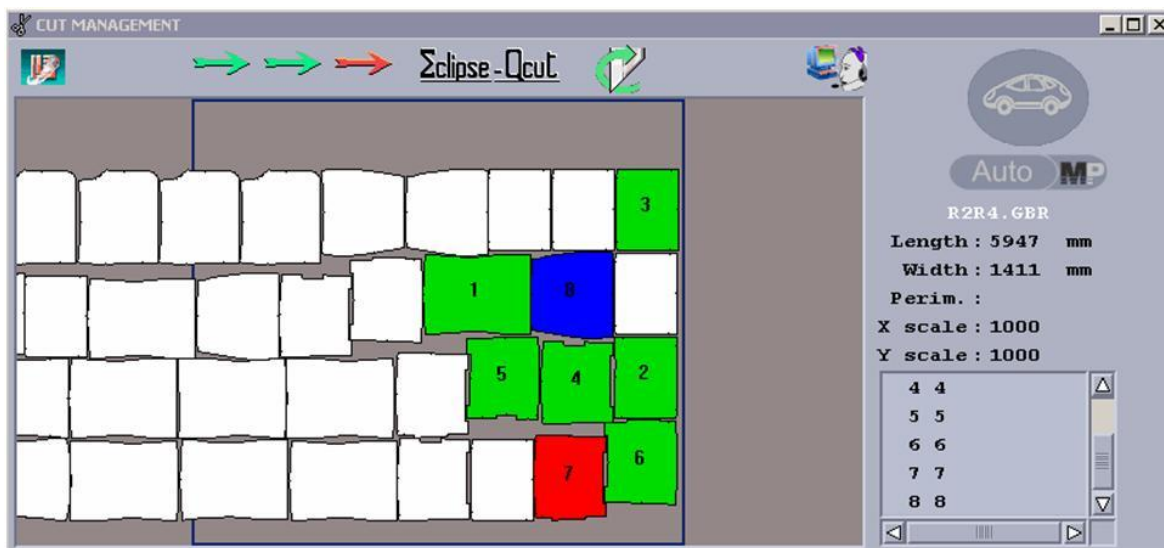 CUT MANAGEMENT
Σclipse-Qcut
Auto MP
R2R4.GBR
Length : 5947 mm
Width : 1411 mm
Perim. :
X scale : 1000
Y scale : 1000
3
1
8
5
4
2
7
6
4 4
5 5
6 6
7 7
8 8